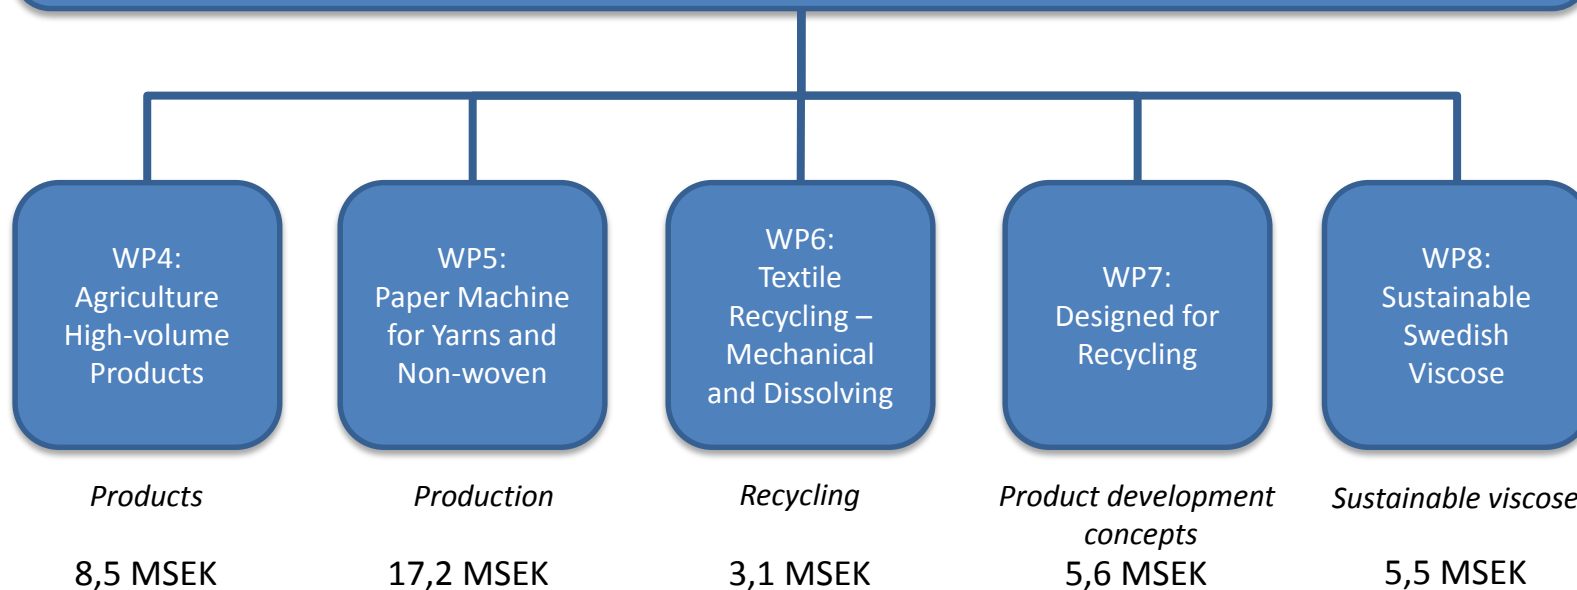 WP4:
Agriculture
High-volume
Products
WP5:
Paper Machine
for Yarns and
Non-woven
WP6:
Textile
Recycling –
Mechanical
and Dissolving
WP7:
Designed for
Recycling
WP8:
Sustainable
Swedish
Viscose
Products
Production
Recycling
Product development
concepts
Sustainable viscose
8,5 MSEK
17,2 MSEK
3,1 MSEK
5,6 MSEK
5,5 MSEK